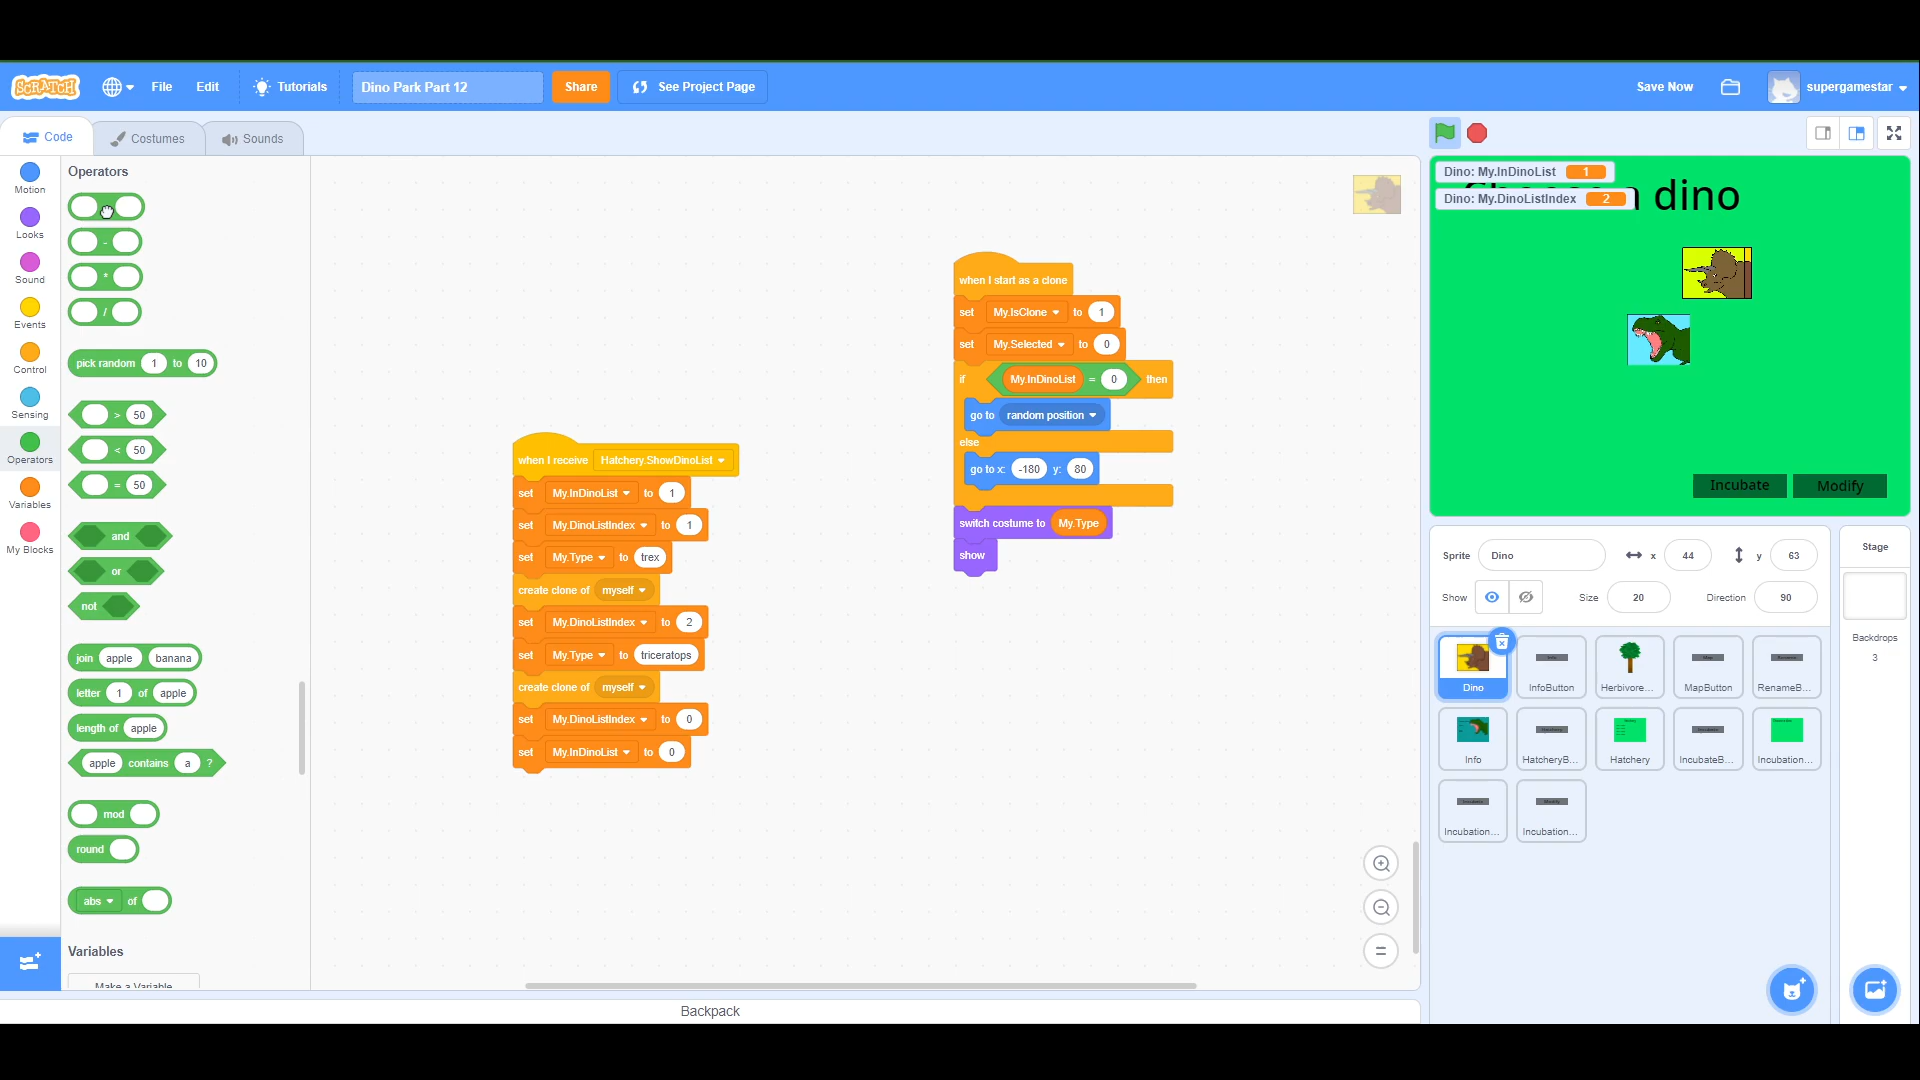 SCRATCH
File
Edit
Tutorials
Dino Park Part 12
Share
See Project Page
Save Now
supergamestar
Code
Costumes
Sounds
Motion
Looks
Sound
Events
Control
Sensing
Operators
Variables
My Blocks
Operators
-
*
/
pick random 1 to 10
> 50
< 50
= 50
and
or
not
join apple banana
letter 1 of apple
length of apple
apple contains a ?
mod
round
abs of
Variables
Make a Variable
when I receive Hatchery.ShowDinoList
set My.InDinoList to 1
set My.DinoListIndex to 1
set My.Type to trex
create clone of myself
set My.DinoListIndex to 2
set My.Type to triceratops
create clone of myself
set My.DinoListIndex to 0
set My.InDinoList to 0
when I start as a clone
set My.IsClone to 1
set My.Selected to 0
if My.InDinoList = 0 then
go to random position
else
go to x: -180 y: 80
switch costume to My.Type
show
Dino: My.InDinoList 1
Dino: My.DinoListIndex 2
dino
Incubate
Modify
Sprite Dino x 44 y 63
Show Size 20 Direction 90
Dino
InfoButton
Herbivore...
MapButton
RenameB...
Info
HatcheryB...
Hatchery
IncubateB...
Incubation...
Incubation...
Incubation...
Stage
Backdrops
3
Backpack